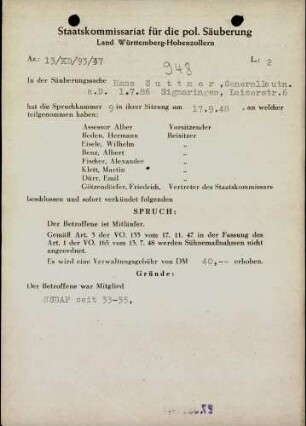 Staatskommissariat für die pol. Säuberung
Land Württemberg-Hohenzollern
Az.: 15/KD/93/37
L.: 2
948
In der Säuberungssache Hans Suttner, Generalleutn.
a.D. 1.7.86 Sigmaringen, Laizerstr.6
hat die Spruchkammer 9 in ihrer Sitzung am 17.9.48 , an welcher
teilgenommen haben:
Assessor Alber Vorsitzender
Boden, Hermann Beisitzer
Eisele, Wilhelm
Benz, Albert
Fischer, Alexander
Klett, Martin
Dürr, Emil
Götzendörfer, Friedrich, Vertreter des Staatskommissars
beschlossen und sofort verkündet folgenden
SPRUCH:
Der Betroffene ist Mitläufer.
Gemäß Art. 3 der VO. 133 vom 17. 11. 47 in der Fassung des
Art. 1 der VO. 165 vom 13. 7. 48 werden Sühnemaßnahmen nicht
angeordnet.
Es wird eine Verwaltungsgebühr von DM 40,-- erhoben.
Gründe:
Der Betroffene war Mitglied
NSDAP seit 33-35,